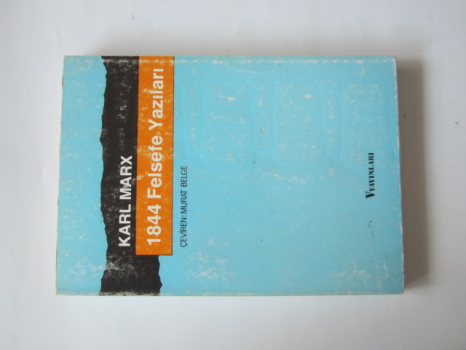 KARL MARX
1844 Felsefe Yazıları
ÇEVİREN: MURAT BELGE
V YAYINLARI